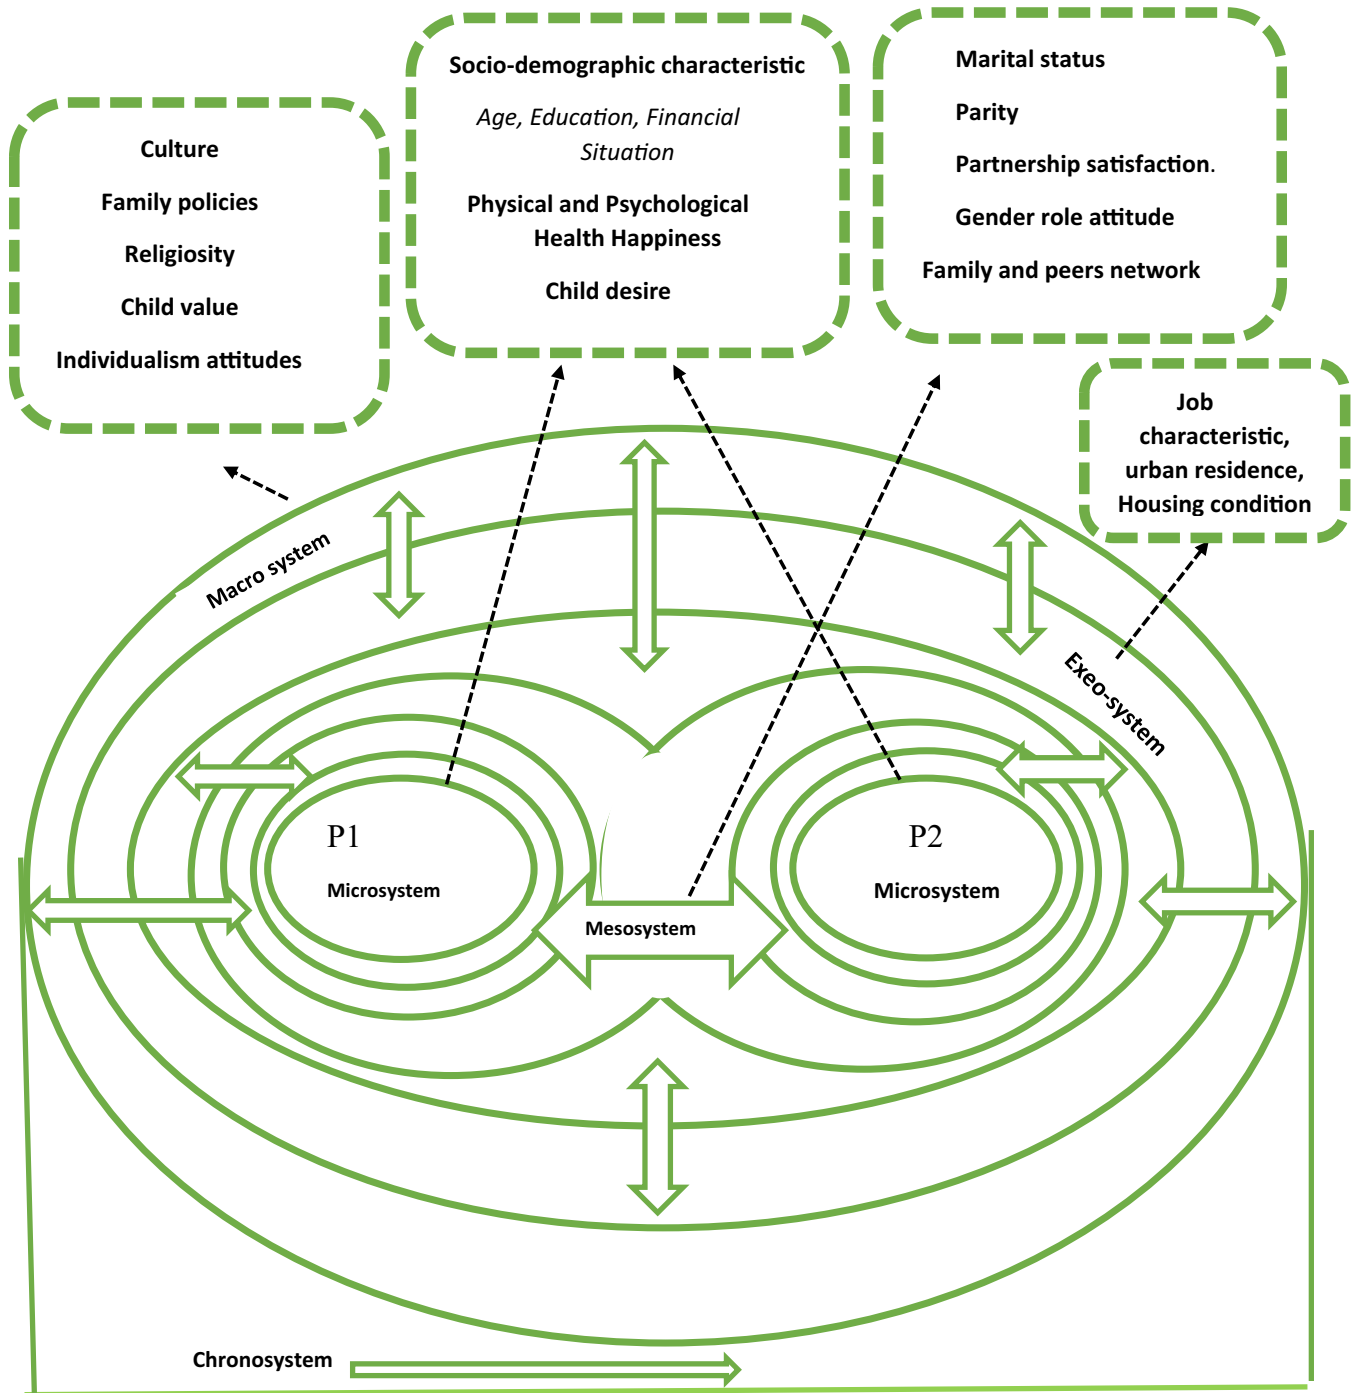 Culture
Family policies
Religiosity
Child value
Individualism attitudes
Socio-demographic characteristic
Age, Education, Financial
Situation
Physical and Psychological
Health Happiness
Child desire
Marital status
Parity
Partnership satisfaction.
Gender role attitude
Family and peers network
Job
characteristic,
urban residence,
Housing condition
Macro system
Exeo-system
P1
Microsystem
P2
Microsystem
Mesosystem
Chronosystem